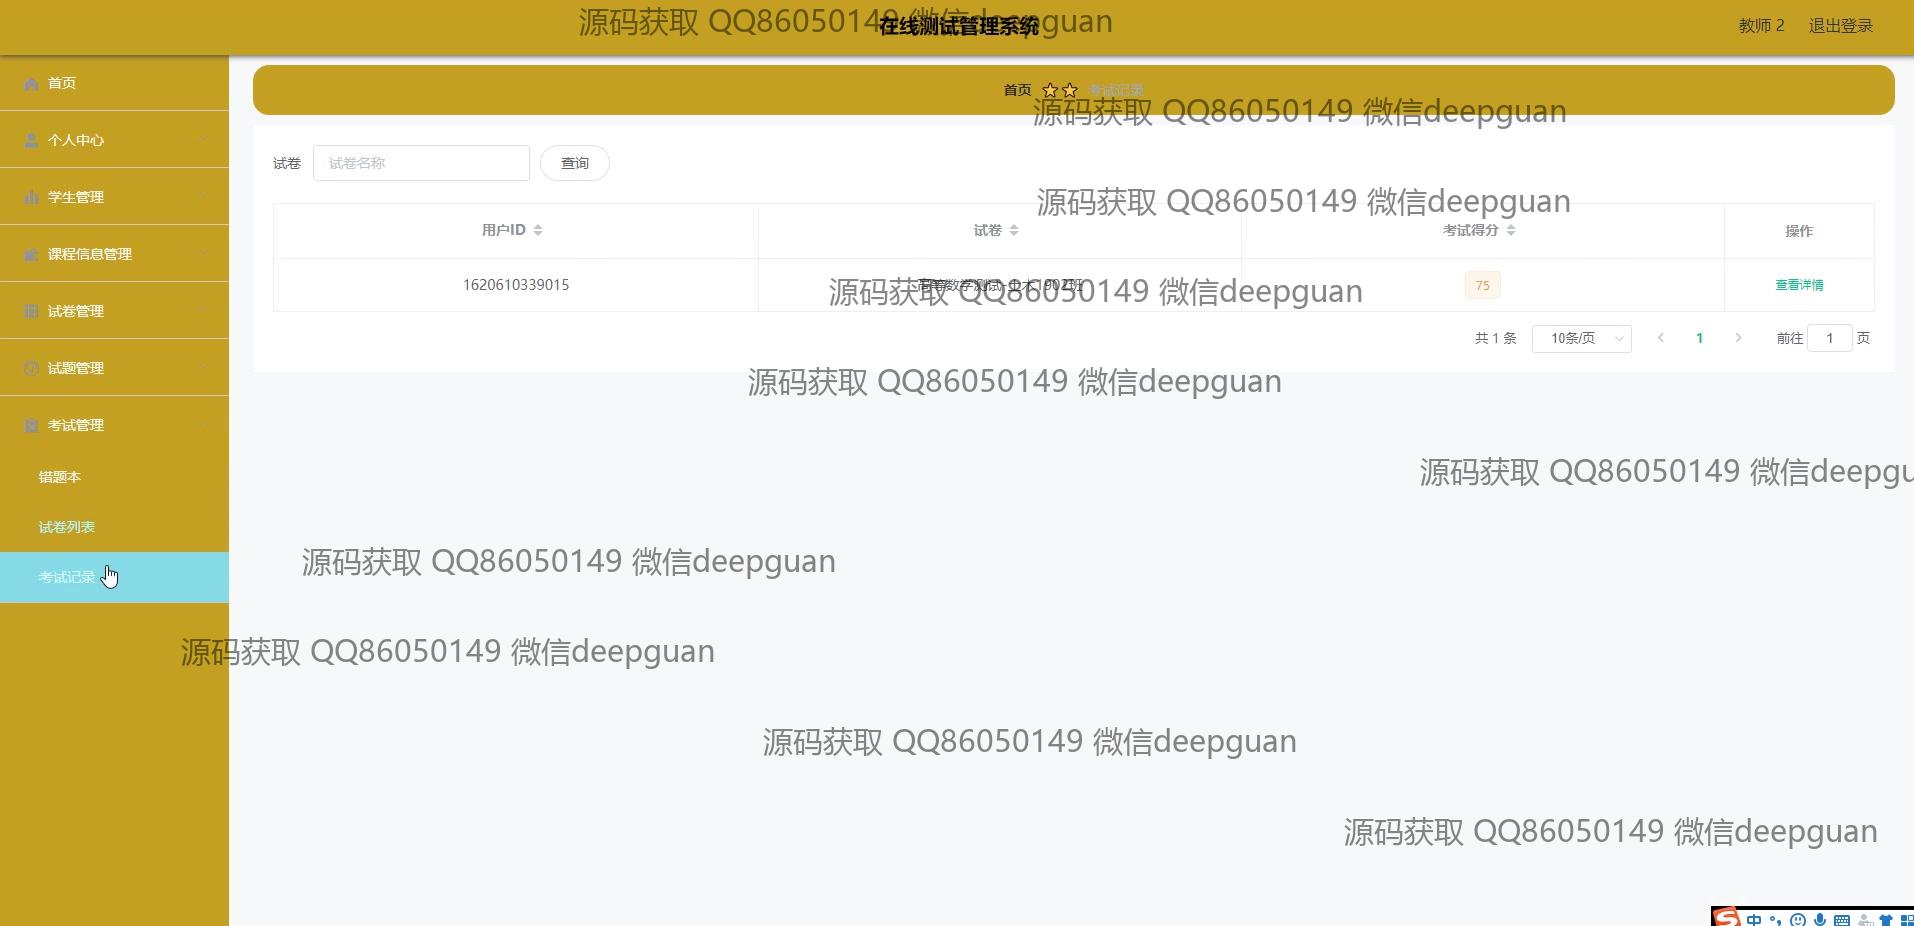 源码获取 QQ86050149 微信deepguan
在线测试管理系统
教师 2 退出登录
首页
个人中心
学生管理
课程信息管理
试卷管理
试题管理
考试管理
错题本
试卷列表
考试记录
首页 考试记录
源码获取 QQ86050149 微信deepguan
试卷 试卷名称 查询
源码获取 QQ86050149 微信deepguan
用户ID 试卷 考试得分 操作
1620610339015 高等数学测试-土木1902班 75 查看详情
源码获取 QQ86050149 微信deepguan
共 1 条 10条/页 1 前往 1 页
源码获取 QQ86050149 微信deepguan
源码获取 QQ86050149 微信deepgu
源码获取 QQ86050149 微信deepguan
源码获取 QQ86050149 微信deepguan
源码获取 QQ86050149 微信deepguan
源码获取 QQ86050149 微信deepguan
中